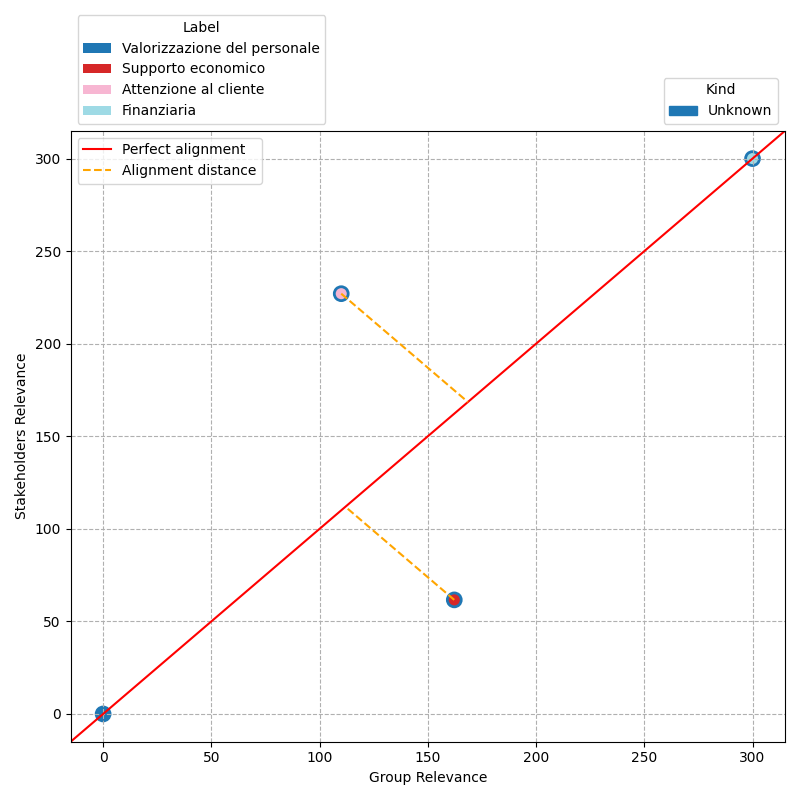 Label
Valorizzazione del personale
Supporto economico
Attenzione al cliente
Finanziaria
Kind
Unknown
Perfect alignment
Alignment distance
300
250
200
150
100
50
0
Stakeholders Relevance
0 50 100 150 200 250 300
Group Relevance